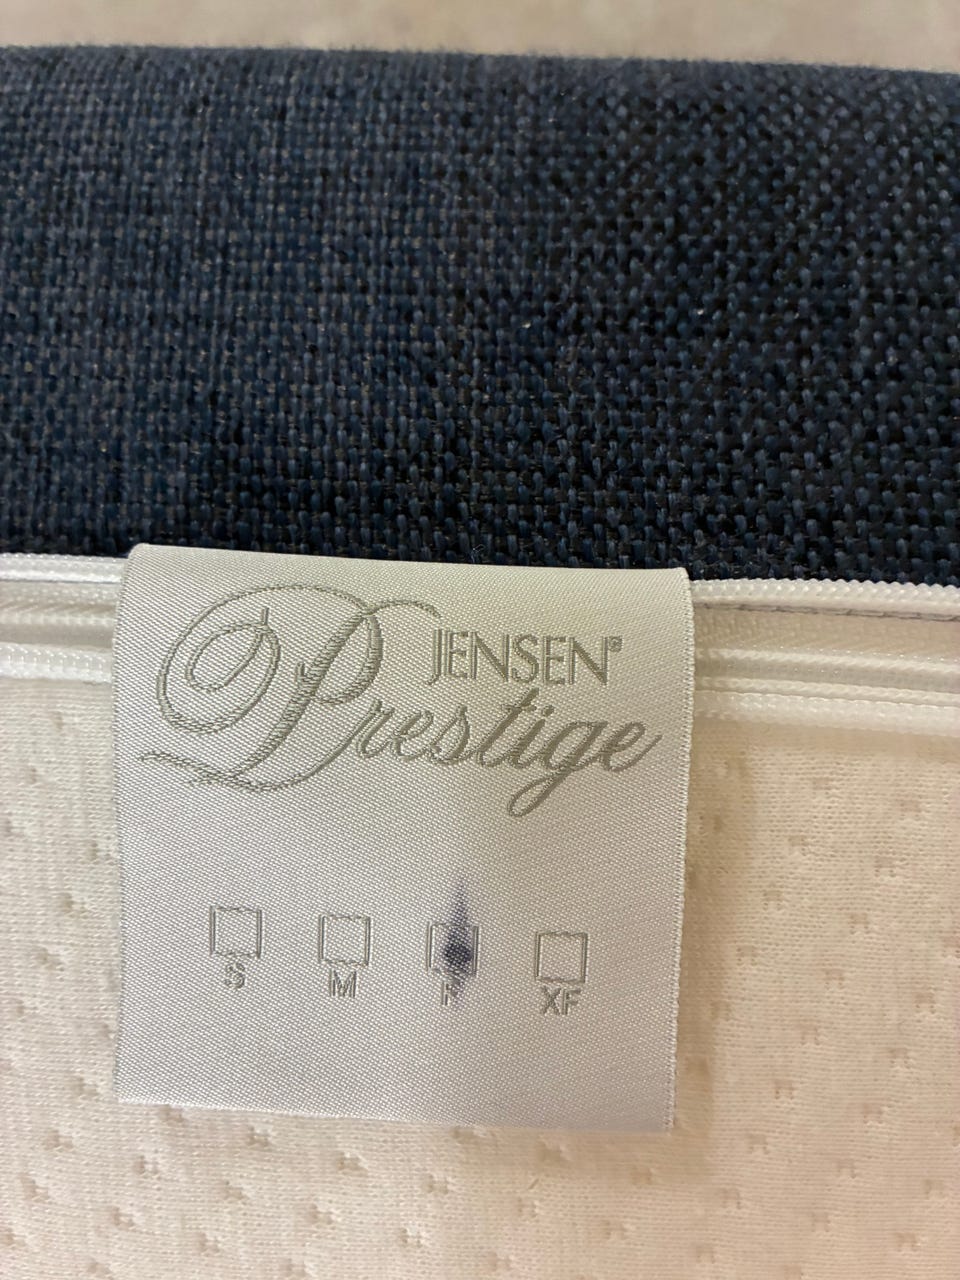 JENSEN®
Prestige
S M F XF